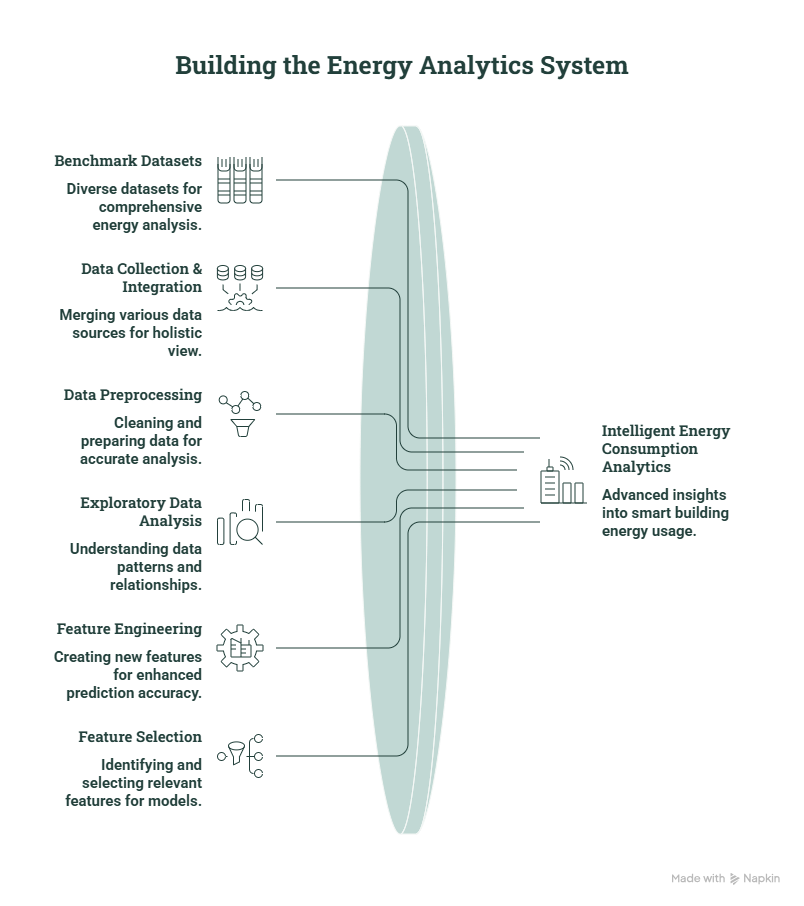 Building the Energy Analytics System
Benchmark Datasets
Diverse datasets for
comprehensive
energy analysis.
Data Collection &
Integration
Merging various data
sources for holistic
view.
Data Preprocessing
Cleaning and
preparing data for
accurate analysis.
Exploratory Data
Analysis
Understanding data
patterns and
relationships.
Feature Engineering
Creating new features
for enhanced
prediction accuracy.
Feature Selection
Identifying and
selecting relevant
features for models.
Intelligent Energy
Consumption
Analytics
Advanced insights
into smart building
energy usage.
Made with Napkin